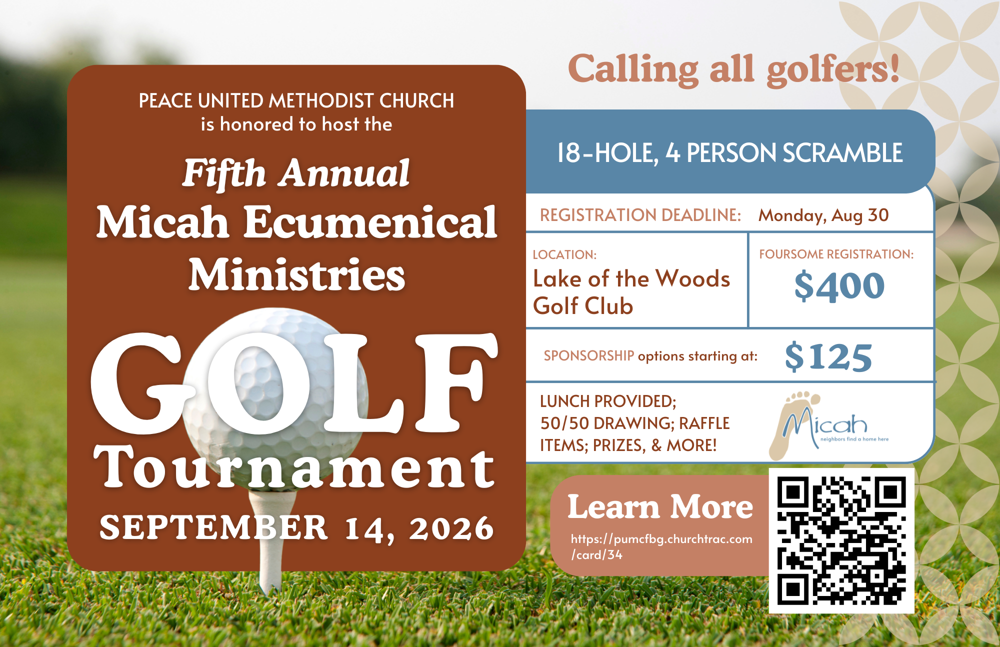 PEACE UNITED METHODIST CHURCH
is honored to host the
Fifth Annual
Micah Ecumenical
Ministries
GOLF
Tournament
SEPTEMBER 14, 2026
Calling all golfers!
18-HOLE, 4 PERSON SCRAMBLE
REGISTRATION DEADLINE: Monday, Aug 30
LOCATION:
Lake of the Woods
Golf Club
FOURSOME REGISTRATION:
$400
SPONSORSHIP options starting at: $125
LUNCH PROVIDED;
50/50 DRAWING; RAFFLE
ITEMS; PRIZES, & MORE!
Micah
neighbors find a home here
Learn More
https://pumcfbg.churchtrac.com
/card/34